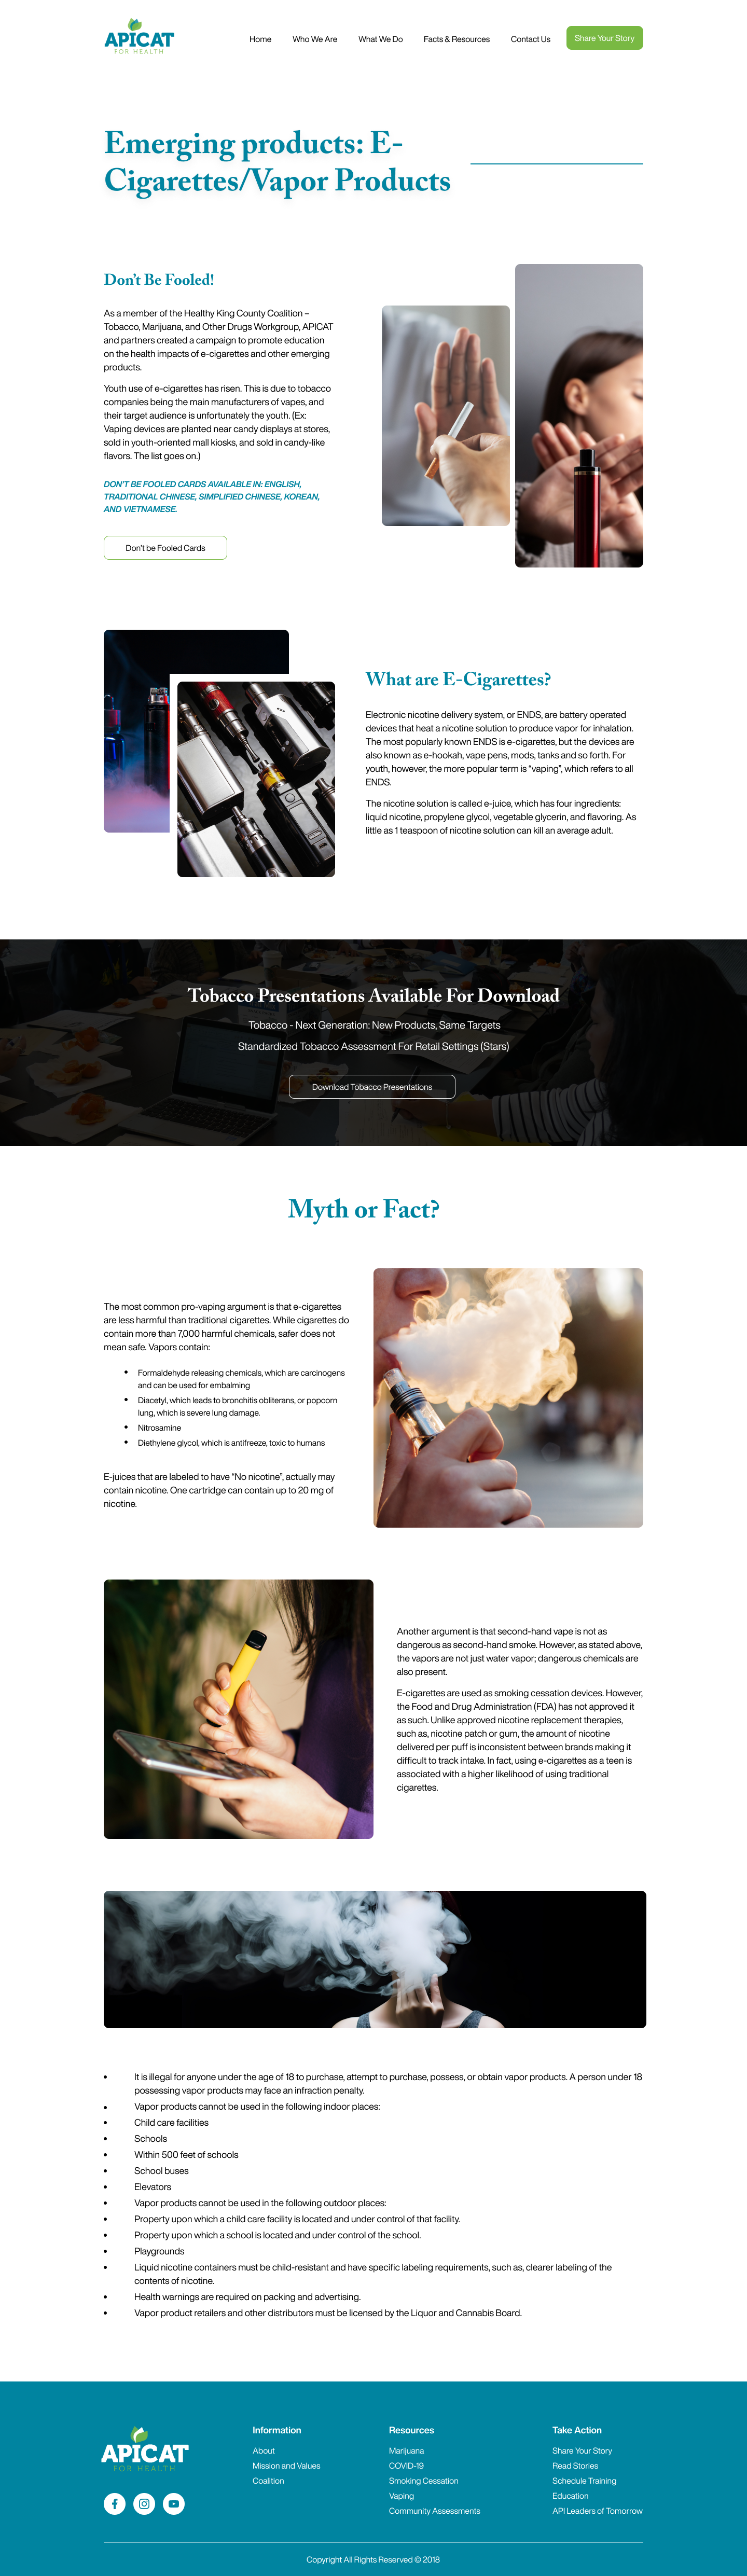 APICAT
FOR HEALTH
Home
Who We Are
What We Do
Facts & Resources
Contact Us
Share Your Story
Emerging products: E-
Cigarettes/Vapor Products
Don't Be Fooled!
As a member of the Healthy King County Coalition –
Tobacco, Marijuana, and Other Drugs Workgroup, APICAT
and partners created a campaign to promote education
on the health impacts of e-cigarettes and other emerging
products.
Youth use of e-cigarettes has risen. This is due to tobacco
companies being the main manufacturers of vapes, and
their target audience is unfortunately the youth. (Ex:
Vaping devices are planted near candy displays at stores,
sold in youth-oriented mall kiosks, and sold in candy-like
flavors. The list goes on.)
DON'T BE FOOLED CARDS AVAILABLE IN: ENGLISH,
TRADITIONAL CHINESE, SIMPLIFIED CHINESE, KOREAN,
AND VIETNAMESE.
Don't be Fooled Cards
What are E-Cigarettes?
Electronic nicotine delivery system, or ENDS, are battery operated
devices that heat a nicotine solution to produce vapor for inhalation.
The most popularly known ENDS is e-cigarettes, but the devices are
also known as e-hookah, vape pens, mods, tanks and so forth. For
youth, however, the more popular term is "vaping", which refers to all
ENDS.
The nicotine solution is called e-juice, which has four ingredients:
liquid nicotine, propylene glycol, vegetable glycerin, and flavoring. As
little as 1 teaspoon of nicotine solution can kill an average adult.
Tobacco Presentations Available For Download
Tobacco - Next Generation: New Products, Same Targets
Standardized Tobacco Assessment For Retail Settings (Stars)
Download Tobacco Presentations
Myth or Fact?
The most common pro-vaping argument is that e-cigarettes
are less harmful than traditional cigarettes. While cigarettes do
contain more than 7,000 harmful chemicals, safer does not
mean safe. Vapors contain:
• Formaldehyde releasing chemicals, which are carcinogens
and can be used for embalming
• Diacetyl, which leads to bronchitis obliterans, or popcorn
lung, which is severe lung damage.
• Nitrosamine
• Diethylene glycol, which is antifreeze, toxic to humans
E-juices that are labeled to have "No nicotine", actually may
contain nicotine. One cartridge can contain up to 20 mg of
nicotine.
Another argument is that second-hand vape is not as
dangerous as second-hand smoke. However, as stated above,
the vapors are not just water vapor; dangerous chemicals are
also present.
E-cigarettes are used as smoking cessation devices. However,
the Food and Drug Administration (FDA) has not approved it
as such. Unlike approved nicotine replacement therapies,
such as, nicotine patch or gum, the amount of nicotine
delivered per puff is inconsistent between brands making it
difficult to track intake. In fact, using e-cigarettes as a teen is
associated with a higher likelihood of using traditional
cigarettes.
• It is illegal for anyone under the age of 18 to purchase, attempt to purchase, possess, or obtain vapor products. A person under 18
possessing vapor products may face an infraction penalty.
• Vapor products cannot be used in the following indoor places:
• Child care facilities
• Schools
• Within 500 feet of schools
• School buses
• Elevators
• Vapor products cannot be used in the following outdoor places:
• Property upon which a child care facility is located and under control of that facility.
• Property upon which a school is located and under control of the school.
• Playgrounds
• Liquid nicotine containers must be child-resistant and have specific labeling requirements, such as, clearer labeling of the
contents of nicotine.
• Health warnings are required on packing and advertising.
• Vapor product retailers and other distributors must be licensed by the Liquor and Cannabis Board.
APICAT
FOR HEALTH
Information
About
Mission and Values
Coalition
Resources
Marijuana
COVID-19
Smoking Cessation
Vaping
Community Assessments
Take Action
Share Your Story
Read Stories
Schedule Training
Education
API Leaders of Tomorrow
Copyright All Rights Reserved © 2018